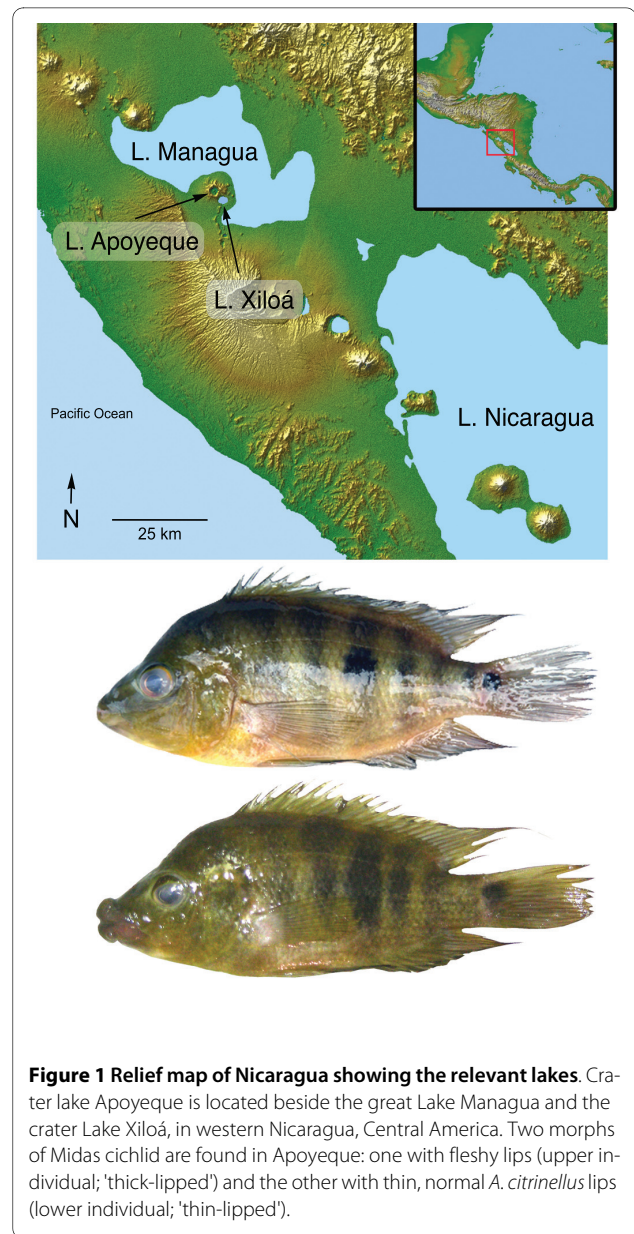 L. Managua
L. Apoyeque
L. Xiloá
Pacific Ocean
L. Nicaragua
N
25 km
Figure 1 Relief map of Nicaragua showing the relevant lakes. Cra-
ter lake Apoyeque is located beside the great Lake Managua and the
crater Lake Xiloá, in western Nicaragua, Central America. Two morphs
of Midas cichlid are found in Apoyeque: one with fleshy lips (upper in-
dividual; 'thick-lipped') and the other with thin, normal A. citrinellus lips
(lower individual; 'thin-lipped').